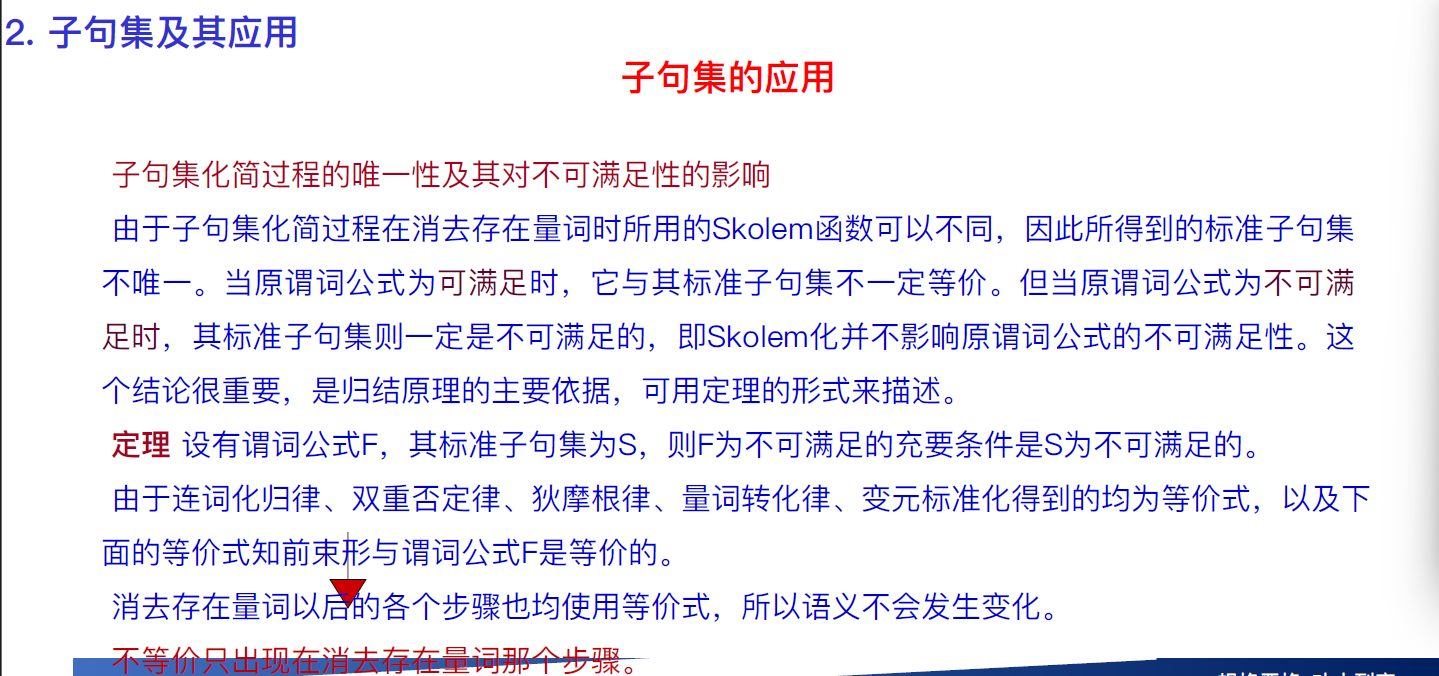 2. 子句集及其应用
子句集的应用
子句集化简过程的唯一性及其对不可满足性的影响
由于子句集化简过程在消去存在量词时所用的Skolem函数可以不同，因此所得到的标准子句集
不唯一。当原谓词公式为可满足时，它与其标准子句集不一定等价。但当原谓词公式为不可满
足时，其标准子句集则一定是不可满足的，即Skolem化并不影响原谓词公式的不可满足性。这
个结论很重要，是归结原理的主要依据，可用定理的形式来描述。
定理 设有谓词公式F，其标准子句集为S，则F为不可满足的充要条件是S为不可满足的。
由于连词化归律、双重否定律、狄摩根律、量词转化律、变元标准化得到的均为等价式，以及下
面的等价式知前束形与谓词公式F是等价的。
消去存在量词以后的各个步骤也均使用等价式，所以语义不会发生变化。
不等价只出现在消去存在量词那个步骤。